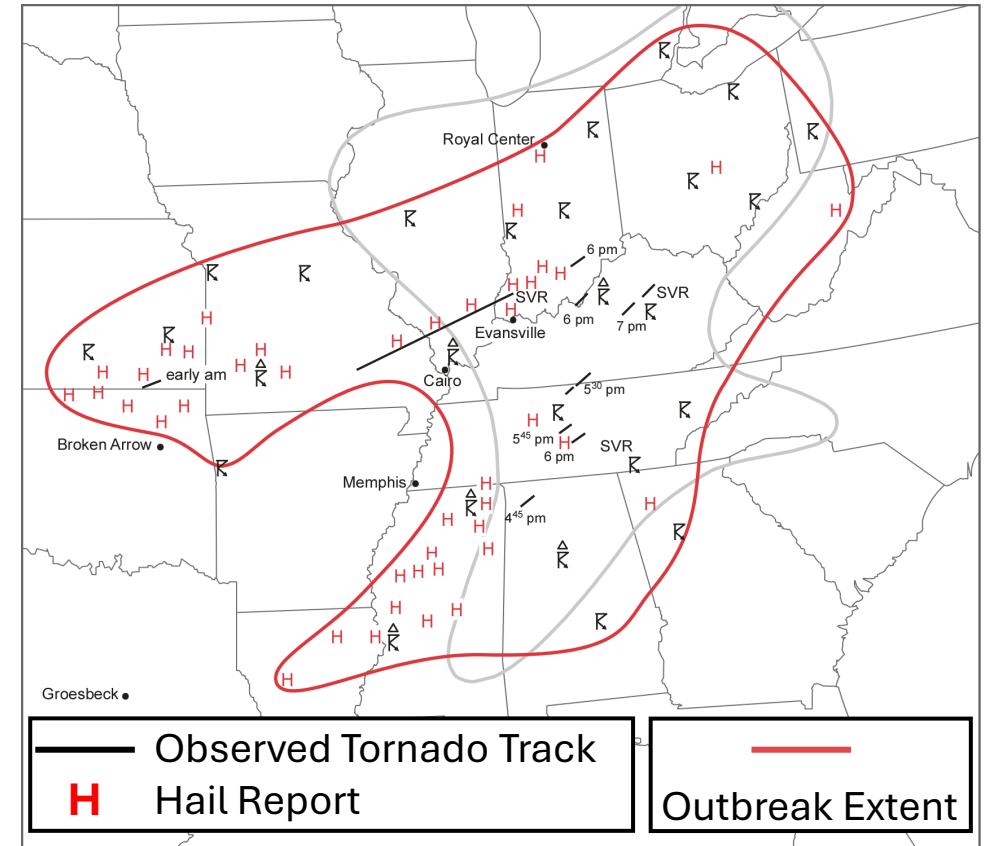 Royal Center
H
H
H
H
6 pm
H
H
H
H
SVR
SVR
H
H
6 pm
7 pm
H
H
Evansville
H
H
H
H
H
H
H
early am
H
Cairo
5³⁰ pm
H
H
H
H
H
H
5⁴⁵ pm
H
6 pm
SVR
Broken Arrow
Memphis
H
H
H
4⁴⁵ pm
H
H
H
H
H
H
H
H
H
H
H
H
H
Groesbeck
Observed Tornado Track
H Hail Report
Outbreak Extent